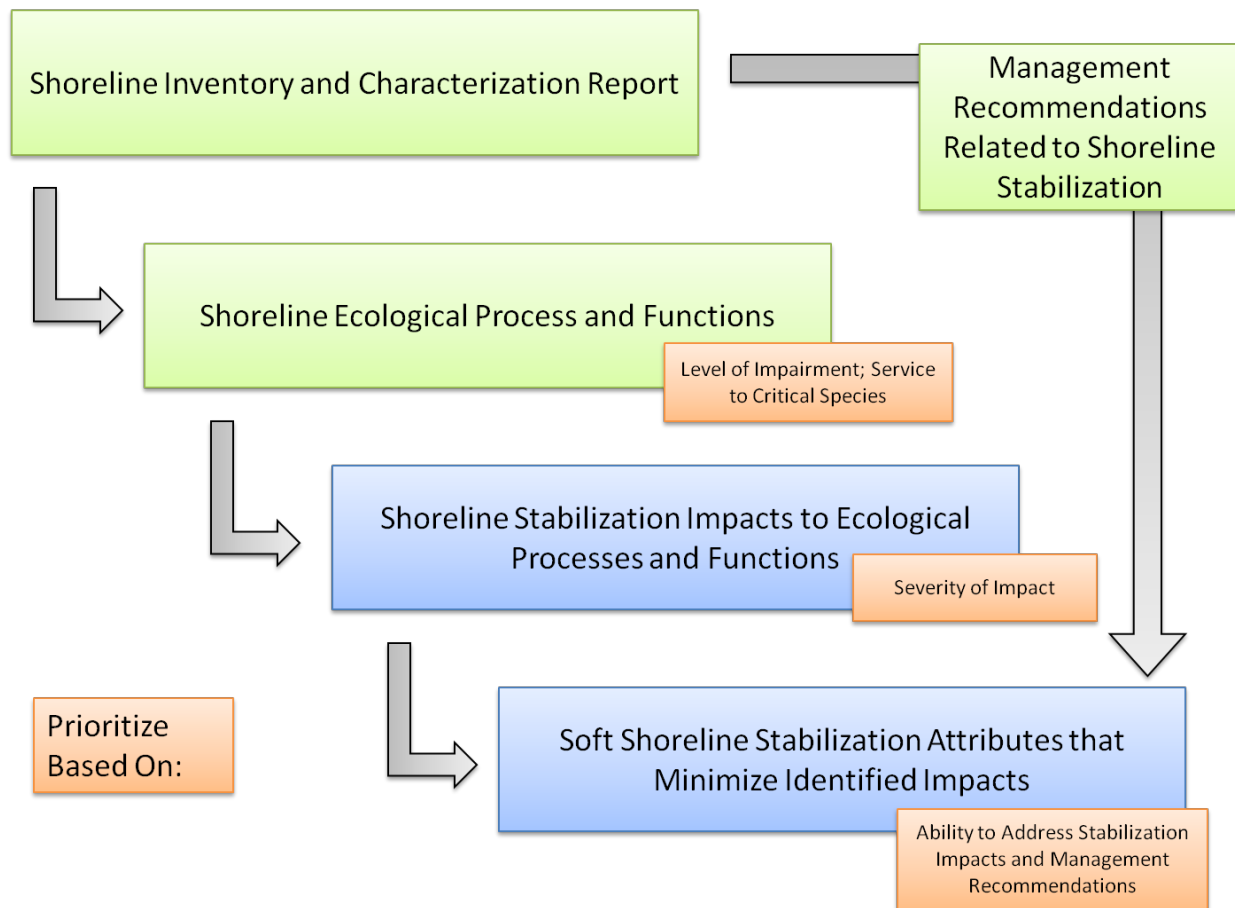 Shoreline Inventory and Characterization Report
Management
Recommendations
Related to Shoreline
Stabilization
Shoreline Ecological Process and Functions
Level of Impairment; Service
to Critical Species
Shoreline Stabilization Impacts to Ecological
Processes and Functions
Severity of Impact
Prioritize
Based On:
Soft Shoreline Stabilization Attributes that
Minimize Identified Impacts
Ability to Address Stabilization
Impacts and Management
Recommendations